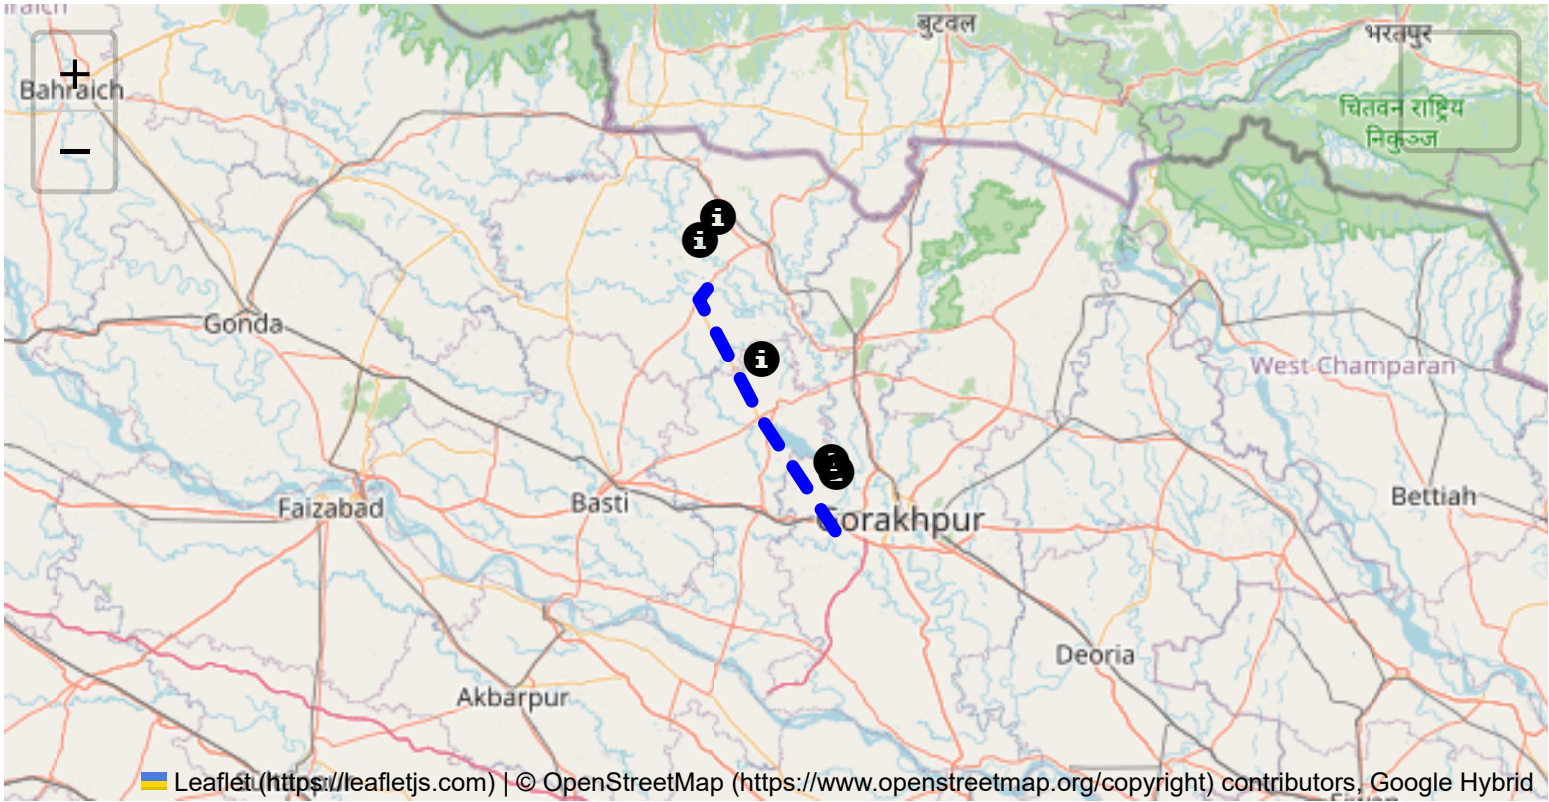 बुटवल
भरतपुर
Bahraich
चितवन राष्ट्रिय
निकुञ्ज
Gonda
West Champaran
Faizabad
Basti
Gorakhpur
Bettiah
Deoria
Akbarpur
Leaflet (https://leafletjs.com) | © OpenStreetMap (https://www.openstreetmap.org/copyright) contributors, Google Hybrid